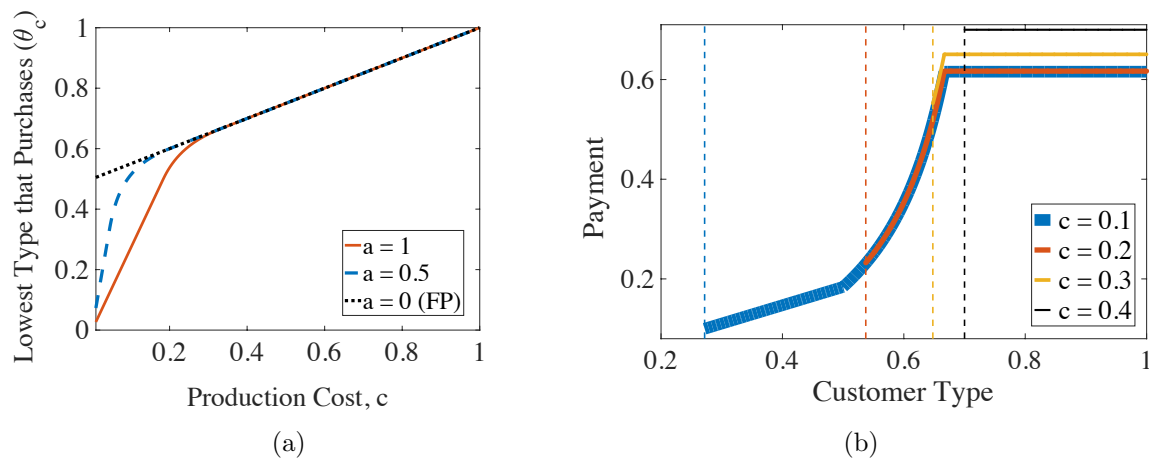 Lowest Type that Purchases (θ_c)
1
0.8
0.6
0.4
0.2
0
0.2
0.4
0.6
0.8
1
a = 1
a = 0.5
a = 0 (FP)
Production Cost, c
(a)
Payment
0.6
0.4
0.2
0.2
0.4
0.6
0.8
1
c = 0.1
c = 0.2
c = 0.3
c = 0.4
Customer Type
(b)